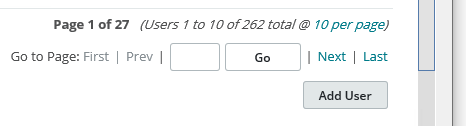 Page 1 of 27 (Users 1 to 10 of 262 total @ 10 per page)
Go to Page: First | Prev | Go | Next | Last
Add User